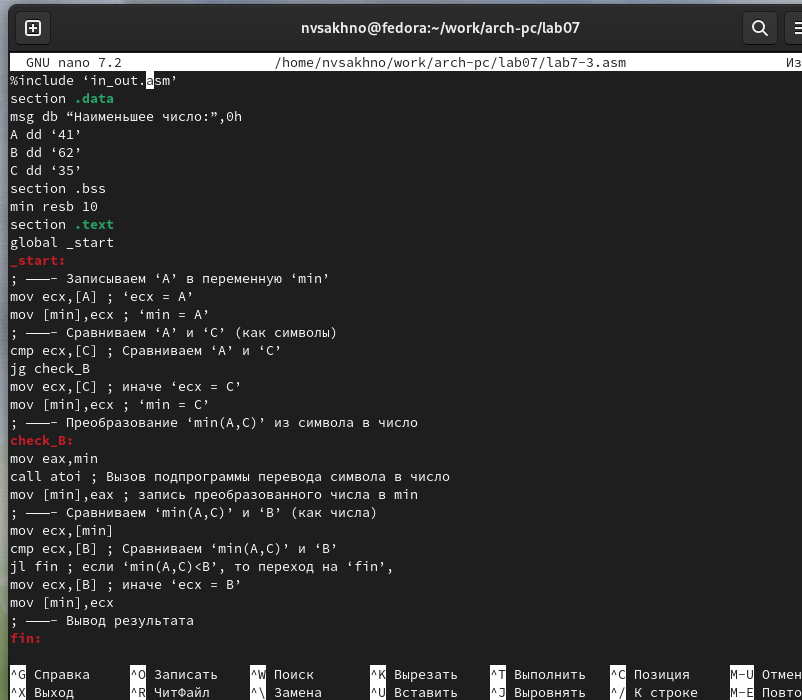 nvsakhno@fedora:~/work/arch-pc/lab07
GNU nano 7.2 /home/nvsakhno/work/arch-pc/lab07/lab7-3.asm Из
%include ‘in_out.asm’
section .data
msg db “Наименьшее число:”,0h
A dd ‘41’
B dd ‘62’
C dd ‘35’
section .bss
min resb 10
section .text
global _start
_start:
; ———- Записываем ‘A’ в переменную ‘min’
mov ecx,[A] ; ‘ecx = A’
mov [min],ecx ; ‘min = A’
; ———- Сравниваем ‘A’ и ‘С’ (как символы)
cmp ecx,[C] ; Сравниваем ‘A’ и ‘С’
jg check_B
mov ecx,[C] ; иначе ‘ecx = C’
mov [min],ecx ; ‘min = C’
; ———- Преобразование ‘min(A,C)’ из символа в число
check_B:
mov eax,min
call atoi ; Вызов подпрограммы перевода символа в число
mov [min],eax ; запись преобразованного числа в min
; ———- Сравниваем ‘min(A,C)’ и ‘B’ (как числа)
mov ecx,[min]
cmp ecx,[B] ; Сравниваем ‘min(A,C)’ и ‘B’
jl fin ; если ‘min(A,C)<B’, то переход на ‘fin’,
mov ecx,[B] ; иначе ‘ecx = B’
mov [min],ecx
; ———- Вывод результата
fin:
^G Справка ^O Записать ^W Поиск ^K Вырезать ^T Выполнить ^C Позиция M-U Отмен
^X Выход ^R ЧитФайл ^\ Замена ^U Вставить ^J Выровнять ^/ К строке M-E Повто